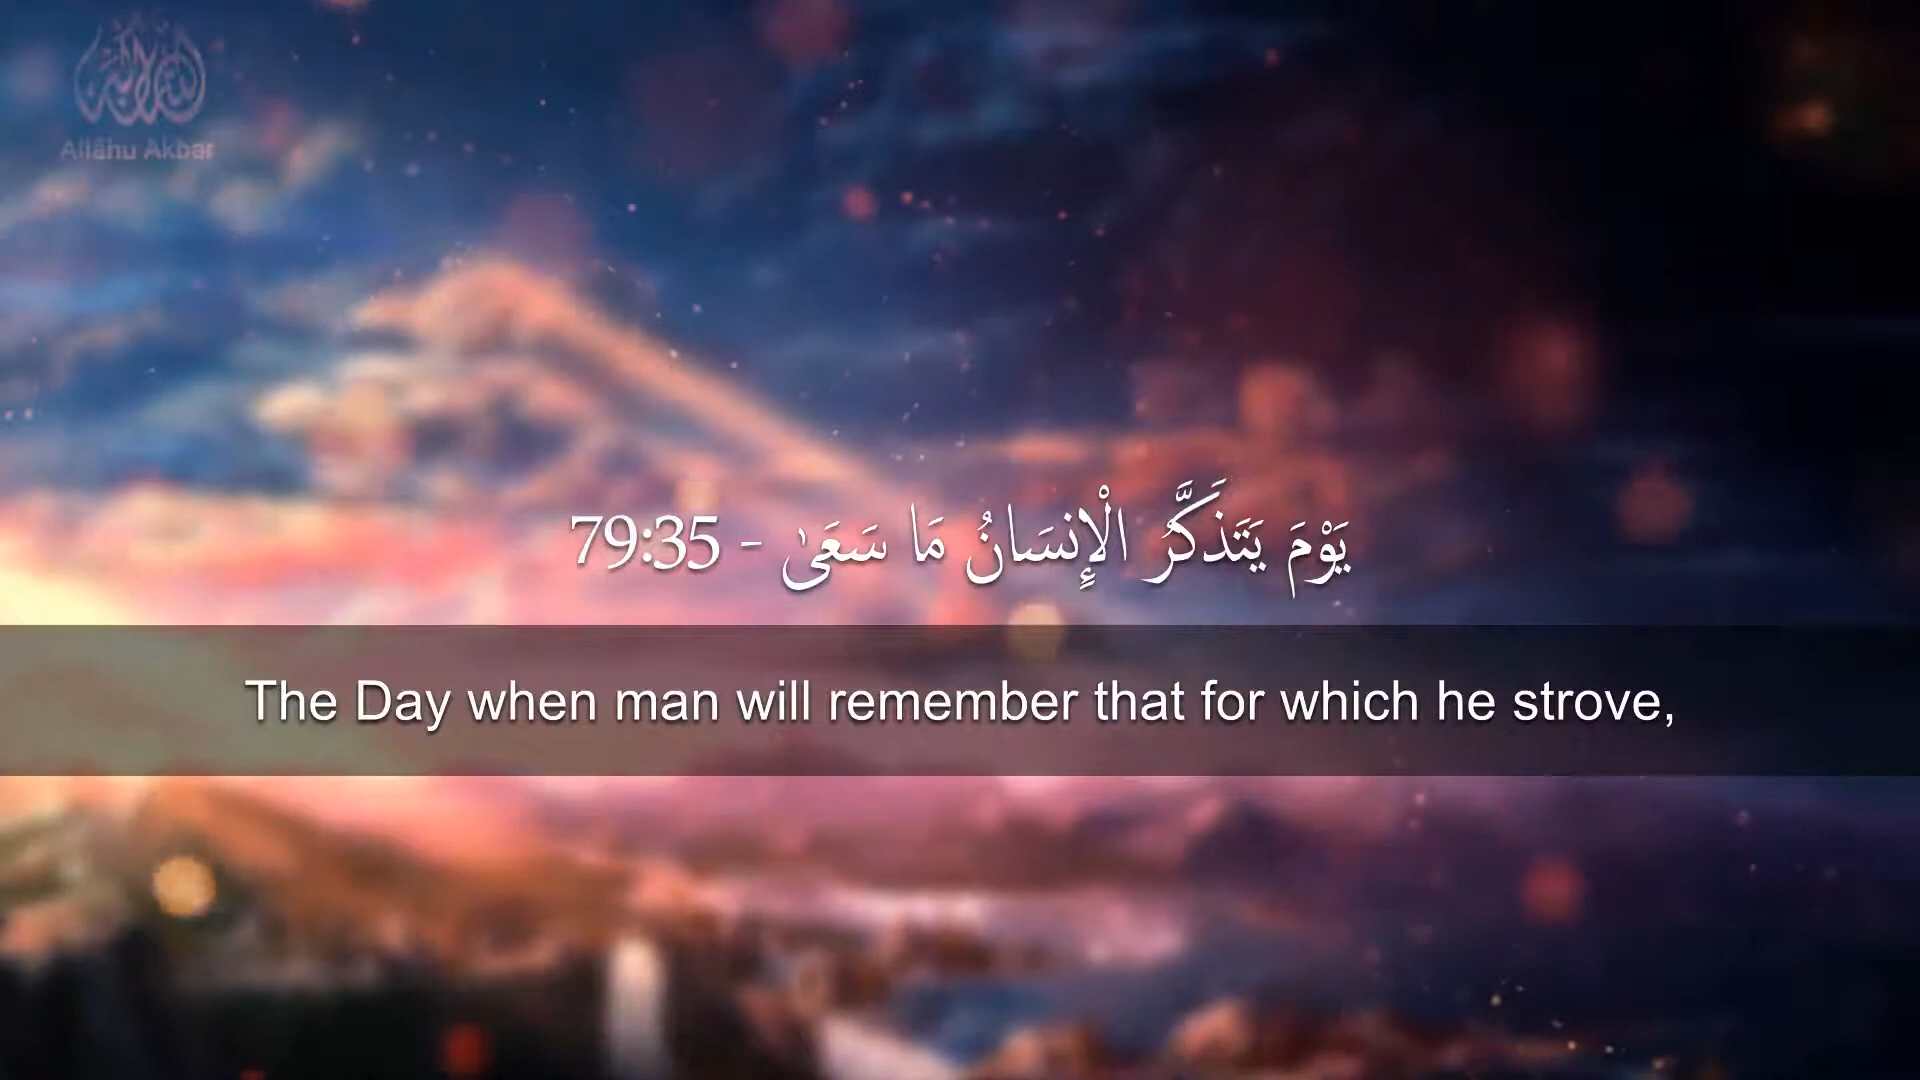 Allāhu Akbar
يَوْمَ يَتَذَكَّرُ الْإِنسَانُ مَا سَعَىٰ - 79:35
The Day when man will remember that for which he strove,